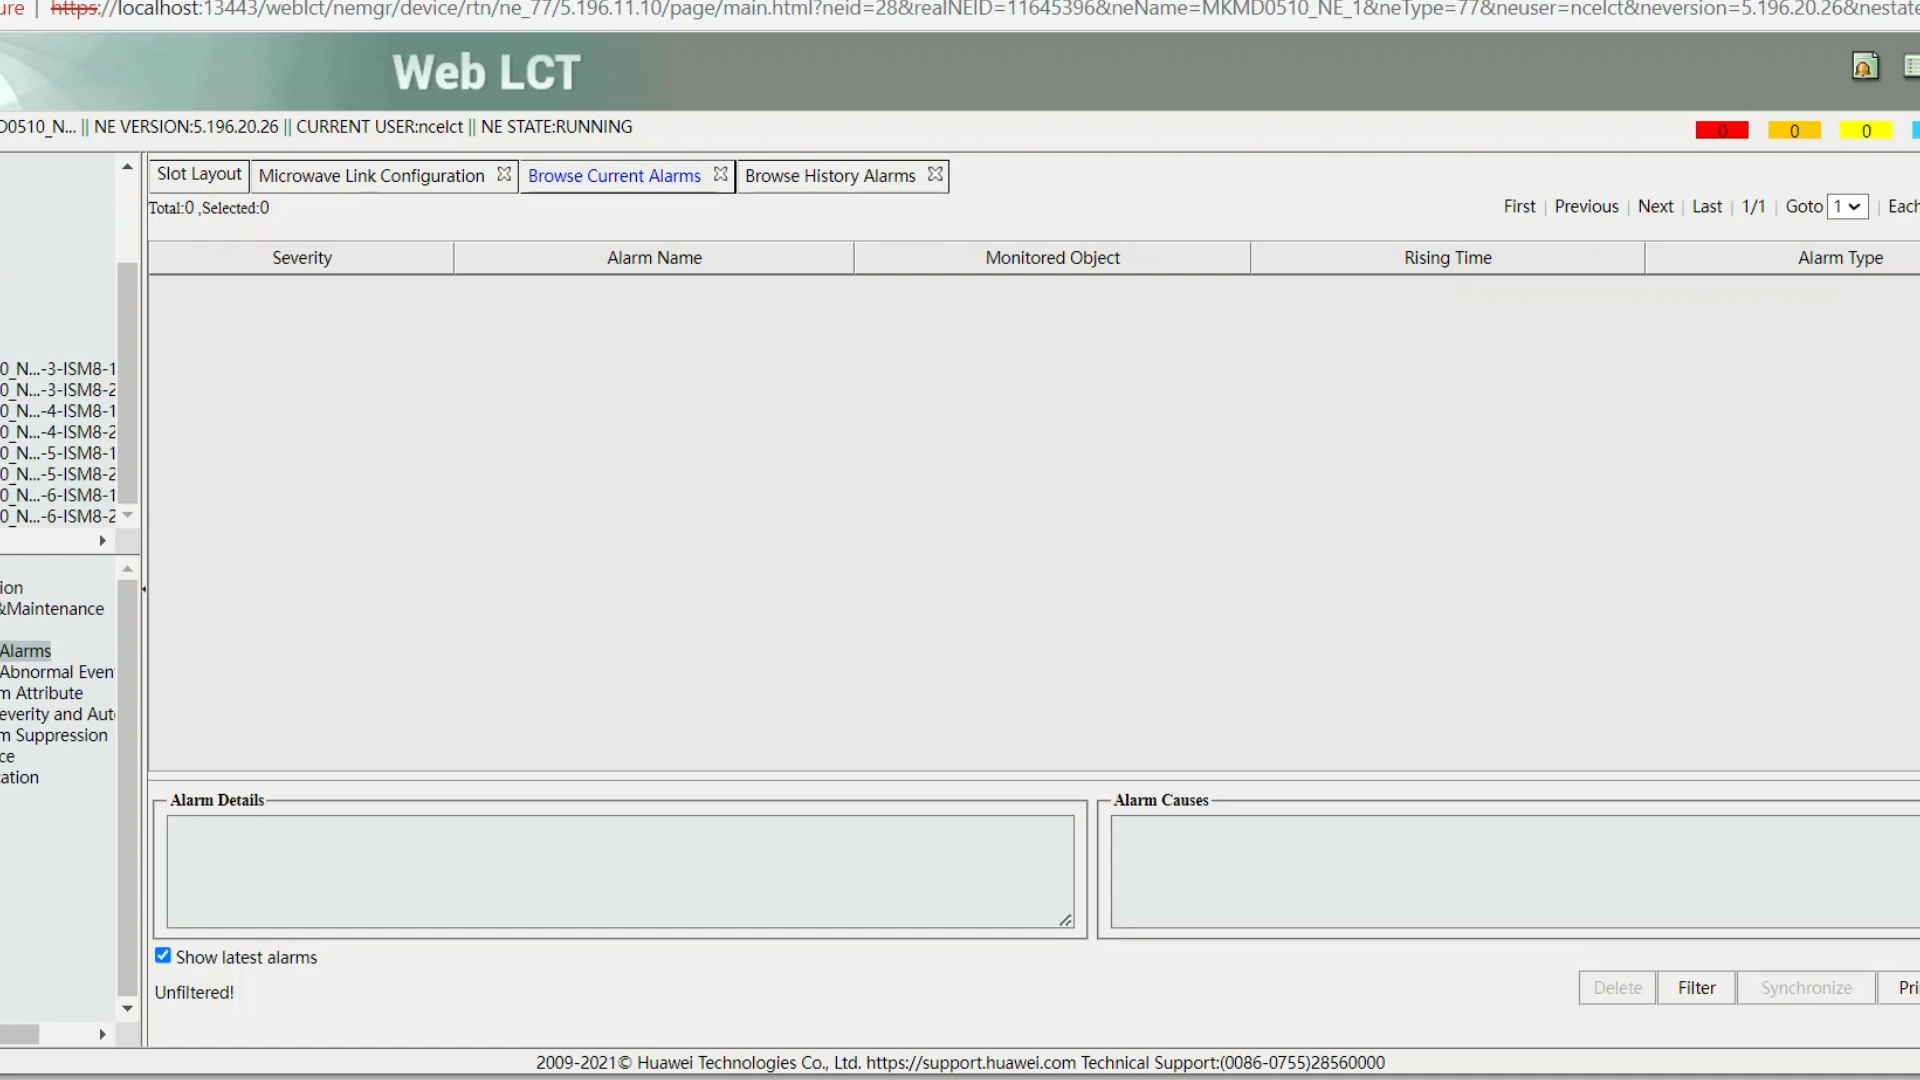 ure | https://localhost:13443/weblct/nemgr/device/rtn/ne_77/5.196.11.10/page/main.html?neid=28&realNEID=11645396&neName=MKMD0510_NE_1&neType=77&neuser=ncelct&neversion=5.196.20.26&nestate
Web LCT
D0510_N... || NE VERSION:5.196.20.26 || CURRENT USER:ncelct || NE STATE:RUNNING
0 0 0
Slot Layout Microwave Link Configuration Browse Current Alarms Browse History Alarms
Total:0 ,Selected:0
First | Previous | Next | Last | 1/1 | Goto 1 | Each
Severity Alarm Name Monitored Object Rising Time Alarm Type
0_N...-3-ISM8-1
0_N...-3-ISM8-2
0_N...-4-ISM8-1
0_N...-4-ISM8-2
0_N...-5-ISM8-1
0_N...-5-ISM8-2
0_N...-6-ISM8-1
0_N...-6-ISM8-2
ion
&Maintenance
Alarms
Abnormal Even
m Attribute
everity and Aut
m Suppression
ce
ation
Alarm Details
Alarm Causes
Show latest alarms
Unfiltered!
Delete Filter Synchronize Pri
2009-2021© Huawei Technologies Co., Ltd. https://support.huawei.com Technical Support:(0086-0755)28560000